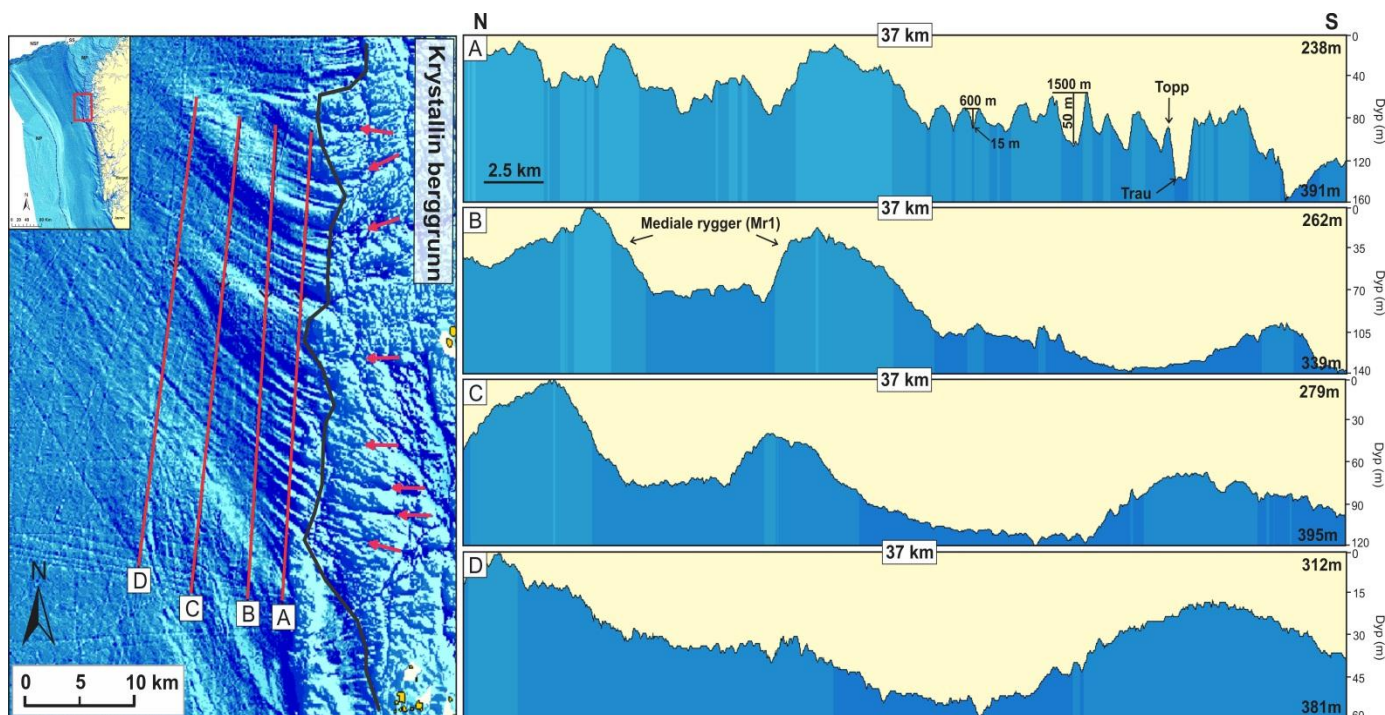 Krystallin berggrunn
D
C
B
A
N
0 5 10 km
N
S
A
37 km
238m
600 m
15 m
1500 m
50 m
Topp
Trau
2.5 km
391m
0
40
80
120
160
Dyp (m)
B
37 km
262m
Mediale rygger (Mr1)
339m
0
35
70
105
140
Dyp (m)
C
37 km
279m
395m
0
30
60
90
120
Dyp (m)
D
37 km
312m
381m
0
15
30
45
60
Dyp (m)